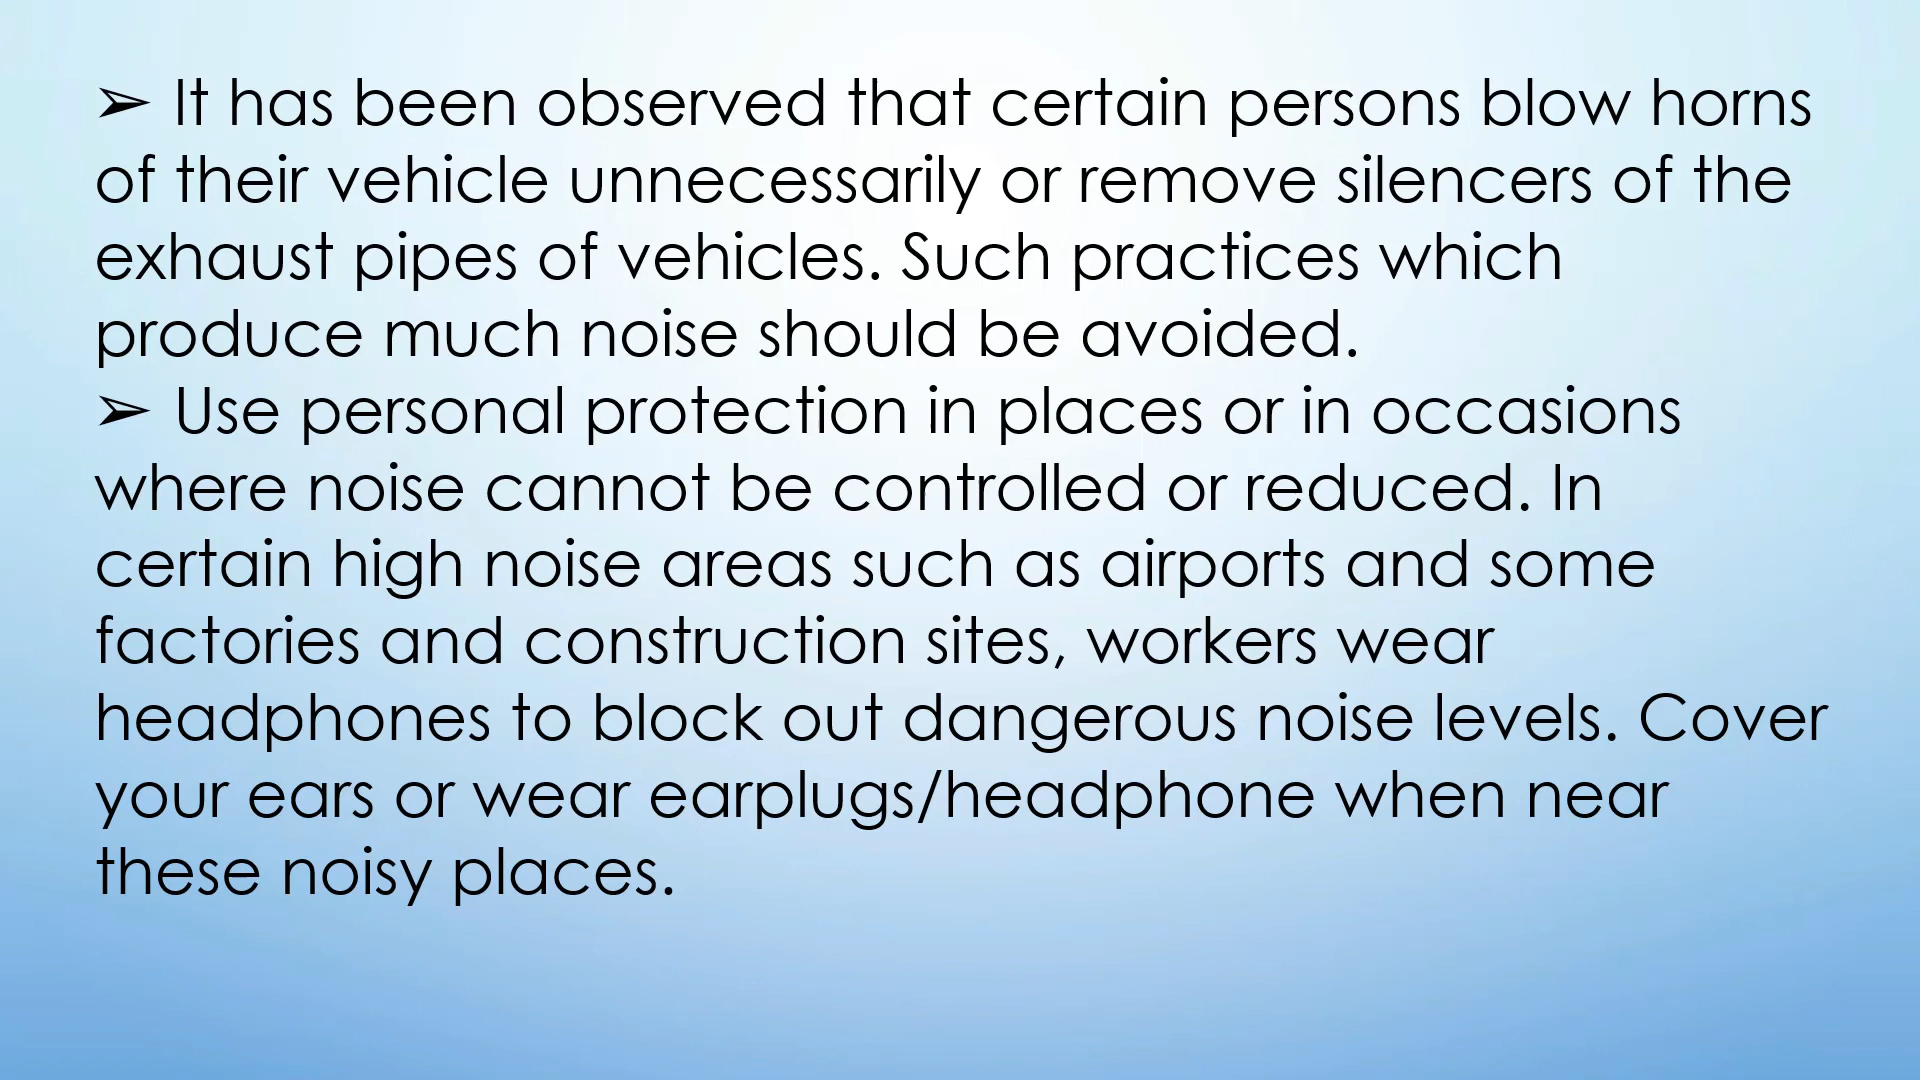 ➢ It has been observed that certain persons blow horns
of their vehicle unnecessarily or remove silencers of the
exhaust pipes of vehicles. Such practices which
produce much noise should be avoided.
➢ Use personal protection in places or in occasions
where noise cannot be controlled or reduced. In
certain high noise areas such as airports and some
factories and construction sites, workers wear
headphones to block out dangerous noise levels. Cover
your ears or wear earplugs/headphone when near
these noisy places.